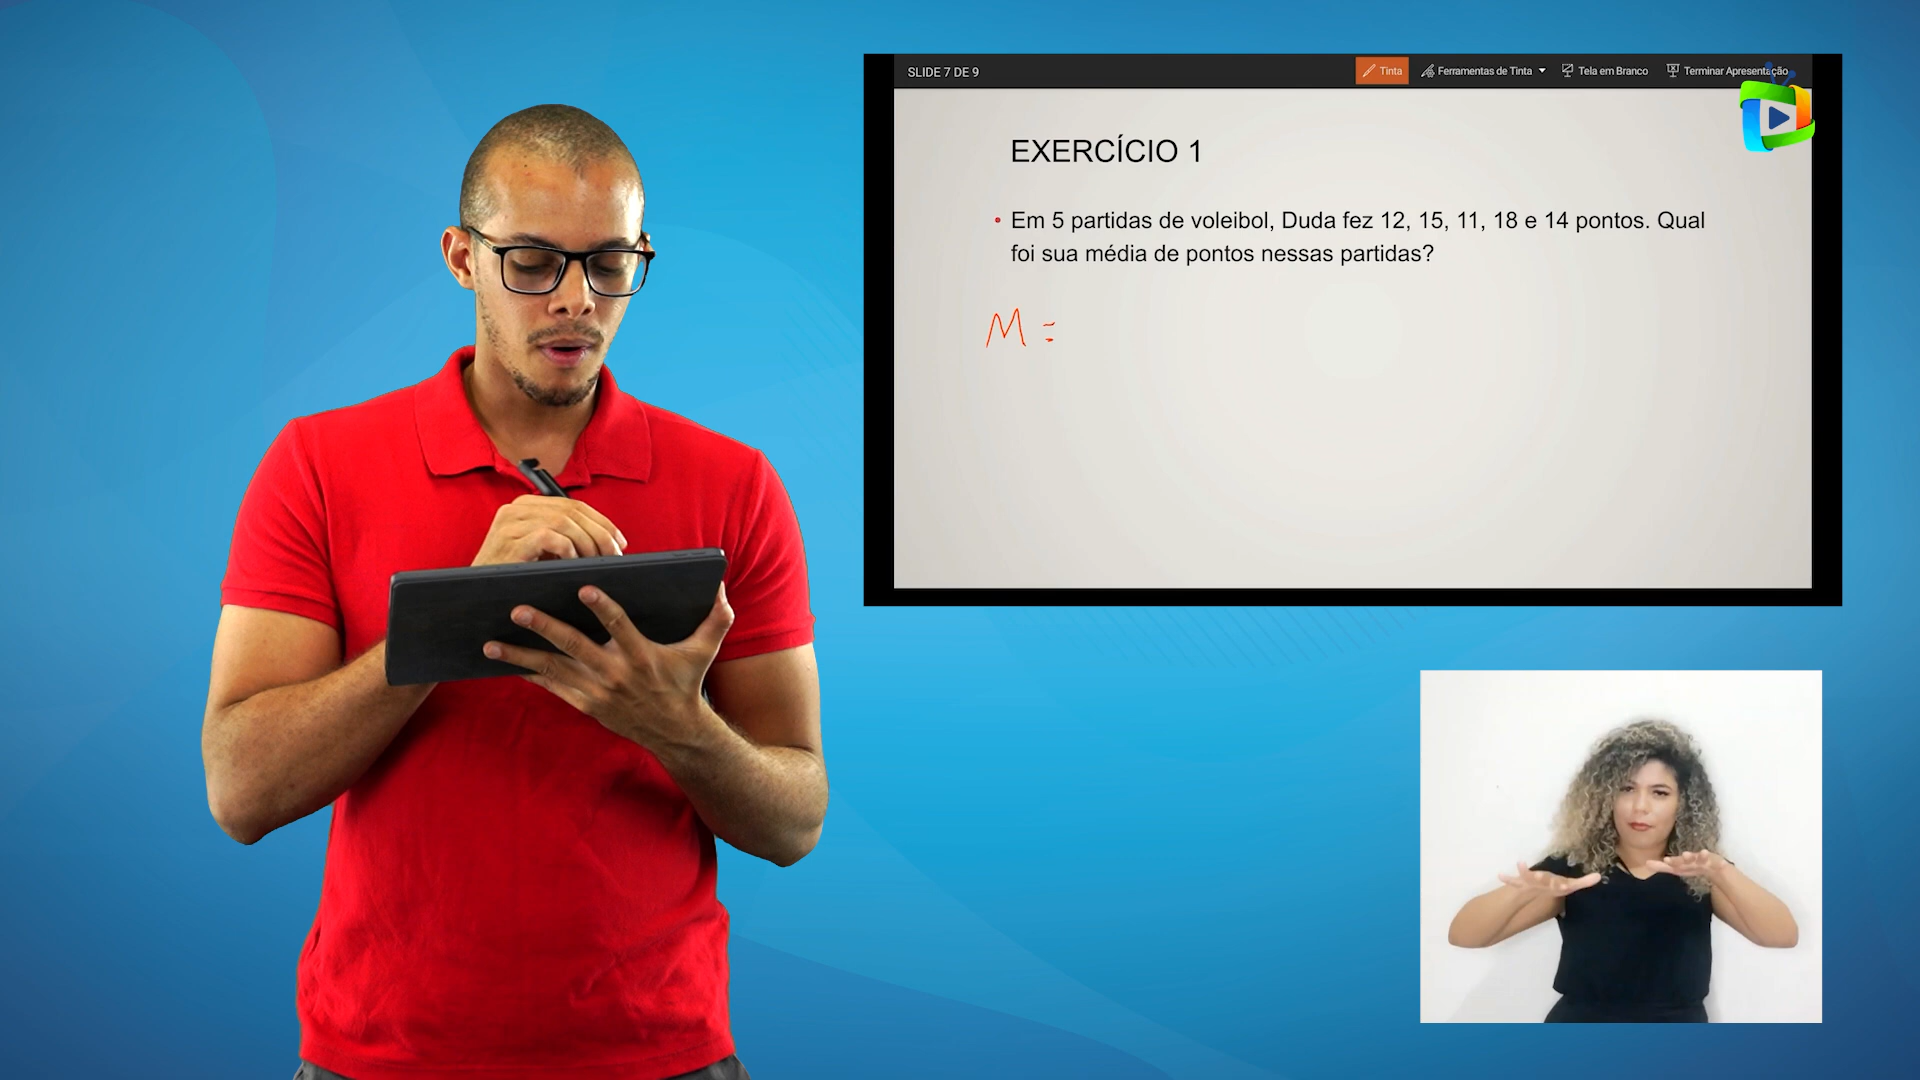 SLIDE 7 DE 9
Tinta
Ferramentas de Tinta
Tela em Branco
Terminar Apresentação
EXERCÍCIO 1
• Em 5 partidas de voleibol, Duda fez 12, 15, 11, 18 e 14 pontos. Qual
foi sua média de pontos nessas partidas?
M =